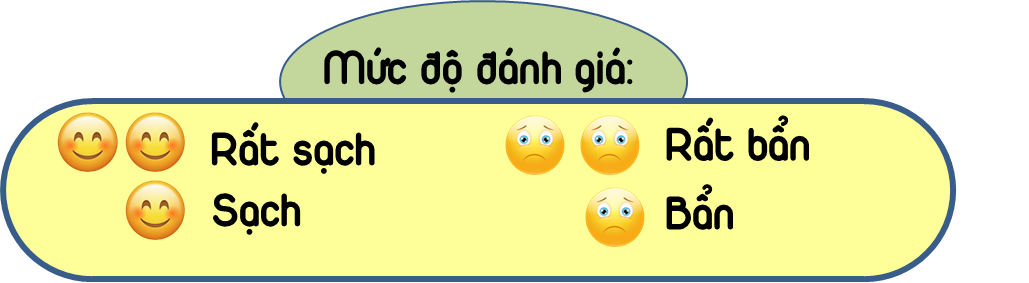 Mức độ đánh giá:
Rất sạch
Sạch
Rất bẩn
Bẩn